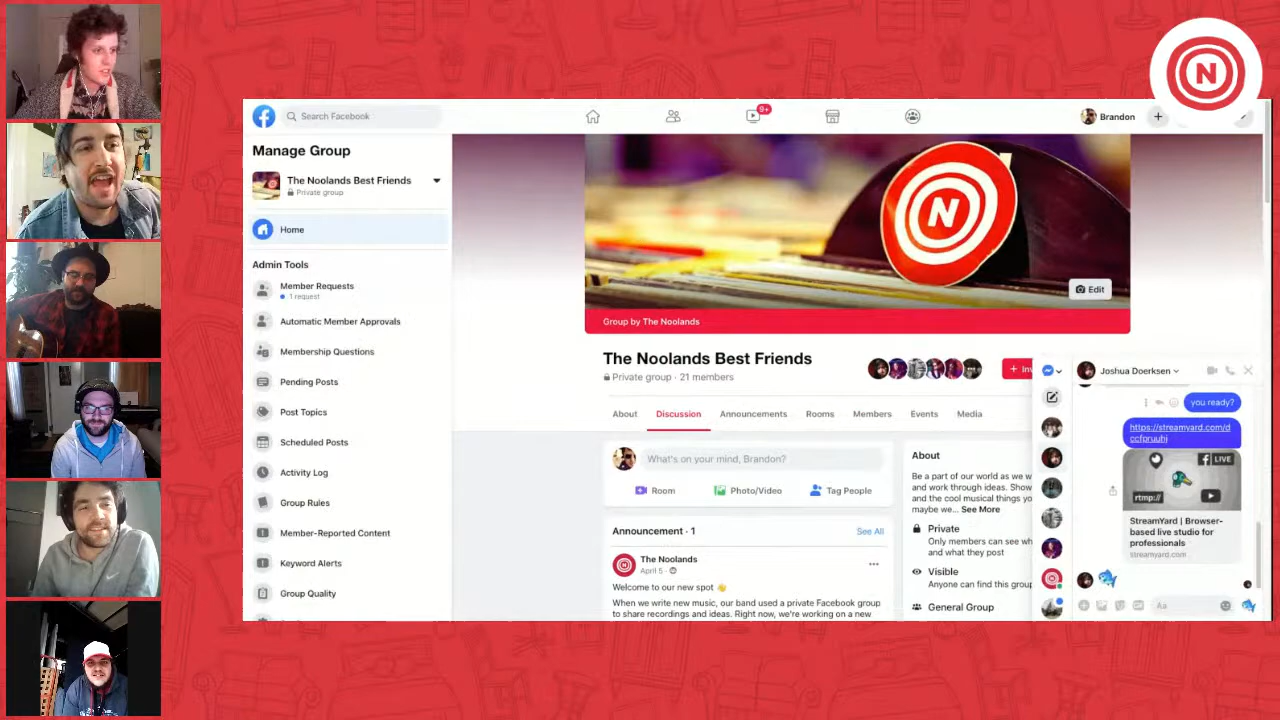 N
Search Facebook
9+
Brandon
Manage Group
The Noolands Best Friends
Private group
Home
Admin Tools
Member Requests
1 request
Automatic Member Approvals
Membership Questions
Pending Posts
Post Topics
Scheduled Posts
Activity Log
Group Rules
Member-Reported Content
Keyword Alerts
Group Quality
N
Edit
Group by The Noolands
The Noolands Best Friends
Private group · 21 members
+ Inv
About Discussion Announcements Rooms Members Events Media
What's on your mind, Brandon?
Room Photo/Video Tag People
Announcement · 1 See All
The Noolands
April 5
Welcome to our new spot 👋
When we write new music, our band used a private Facebook group
to share recordings and ideas. Right now, we're working on a new
About
Be a part of our world as we w
and work through ideas. Show
and the cool musical things yo
maybe we... See More
Private
Only members can see wh
and what they post
Visible
Anyone can find this group
General Group
Joshua Doerksen
you ready?
https://streamyard.com/d
ccfpruuhj
LIVE
rtmp://
StreamYard | Browser-
based live studio for
professionals
streamyard.com
Aa